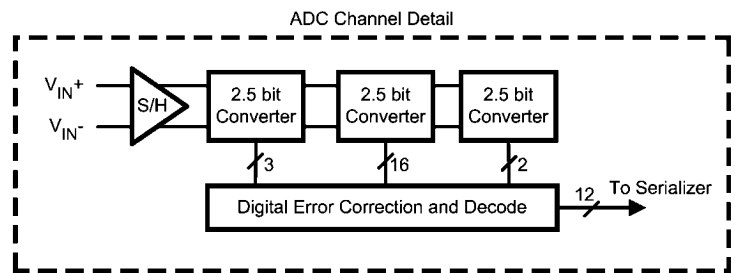 ADC Channel Detail
VIN+
VIN-
S/H
2.5 bit
Converter
2.5 bit
Converter
2.5 bit
Converter
3
16
2
Digital Error Correction and Decode
12
To Serializer